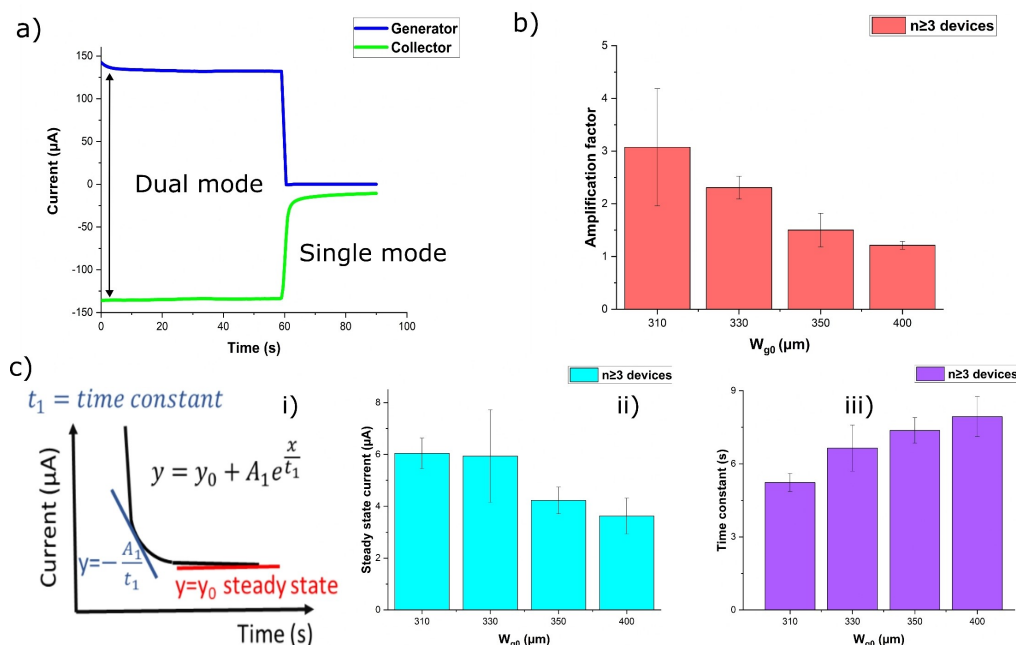 a)
Generator
Collector
150
100
50
0
-50
-100
-150
0
20
40
60
80
100
Current (µA)
Time (s)
Dual mode
Single mode
b)
n≥3 devices
5
4
3
2
1
0
310
330
350
400
Amplification factor
Wg0 (µm)
c)
i)
t1 = time constant
y = y0 + A1e^(x/t1)
y=-A1/t1
y=y0 steady state
Current (µA)
Time (s)
ii)
n≥3 devices
8
6
4
2
0
310
330
350
400
Steady state current (µA)
Wg0 (µm)
iii)
n≥3 devices
9
6
3
0
310
330
350
400
Time constant (s)
Wg0 (µm)